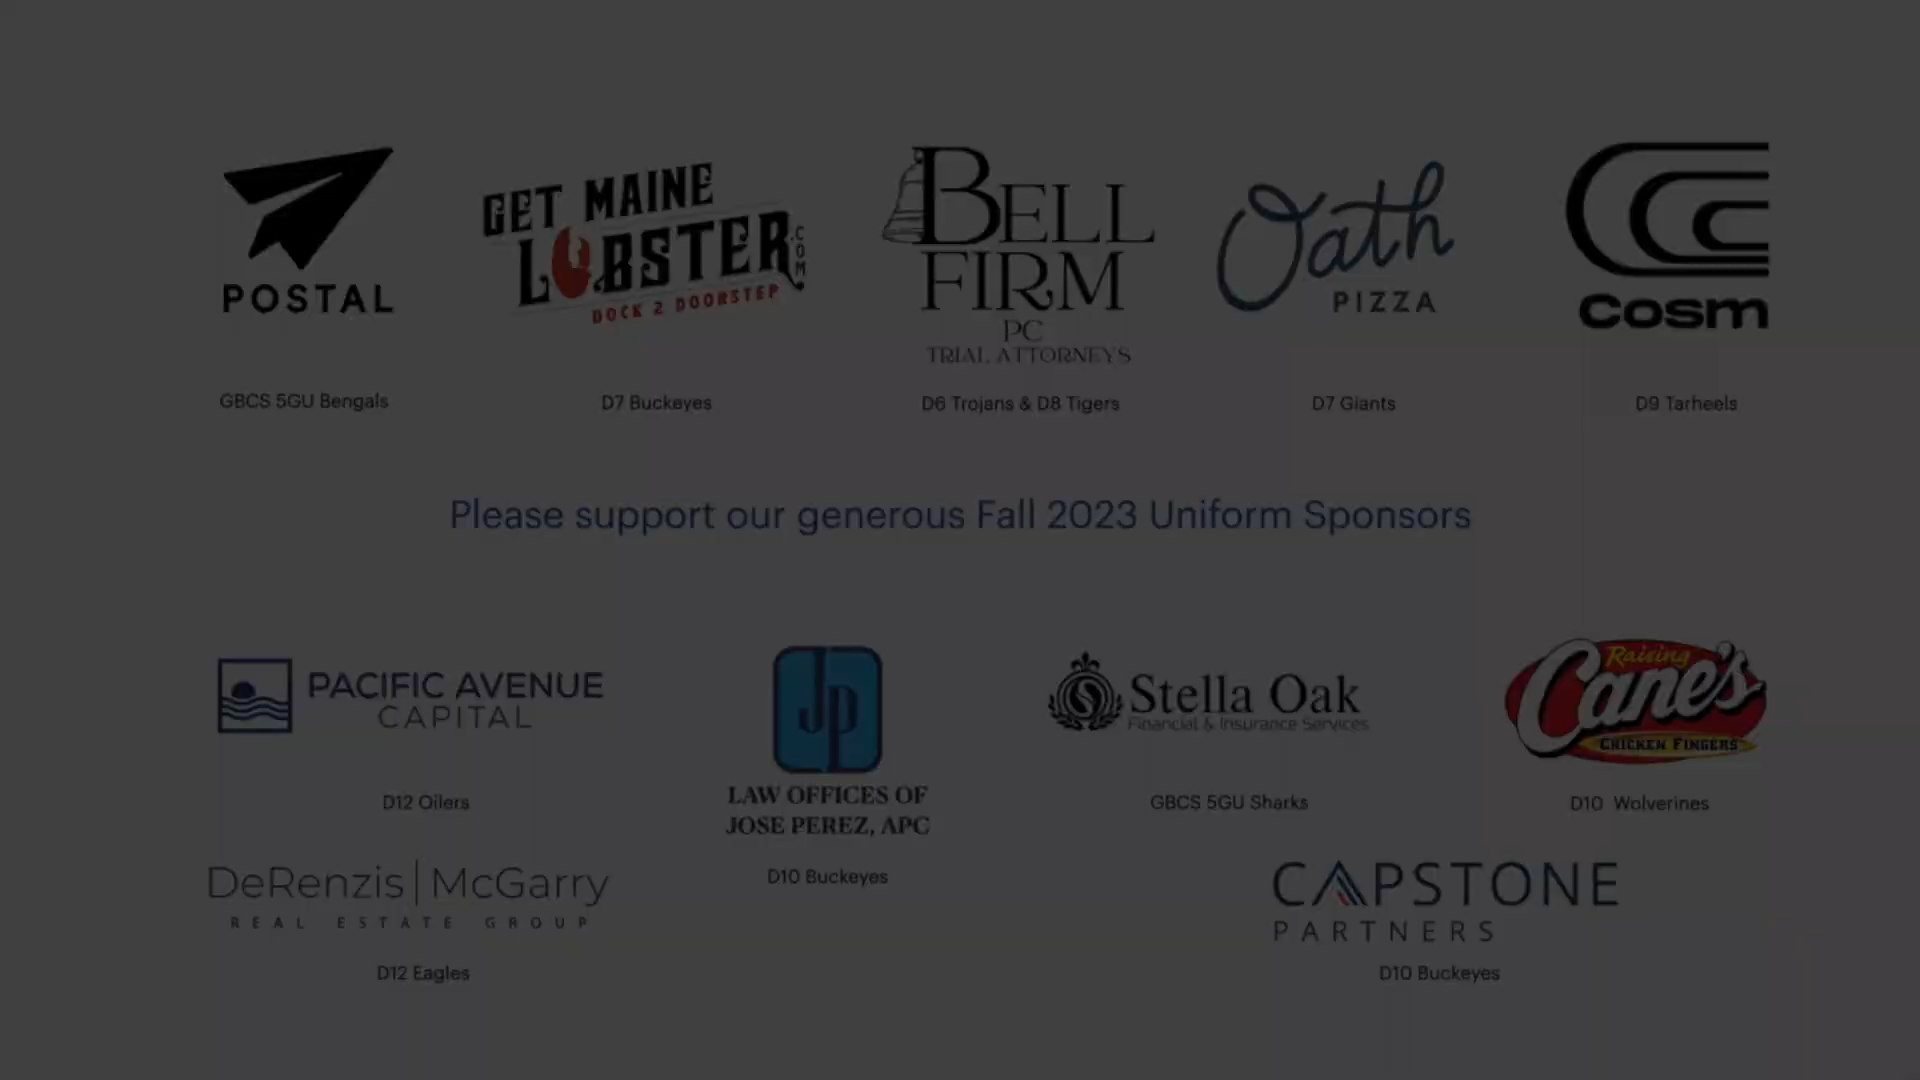 POSTAL
GBCS 5GU Bengals
GET MAINE
LOBSTER.COM
DOCK 2 DOORSTEP
D7 Buckeyes
BELL
FIRM
PC
TRIAL ATTORNEYS
D6 Trojans & D8 Tigers
Oath
PIZZA
D7 Giants
Cosm
D9 Tarheels
Please support our generous Fall 2023 Uniform Sponsors
PACIFIC AVENUE
CAPITAL
D12 Oilers
JP
LAW OFFICES OF
JOSE PEREZ, APC
D10 Buckeyes
Stella Oak
Financial & Insurance Services
GBCS 5GU Sharks
Raising
Cane's
CHICKEN FINGERS
D10 Wolverines
DeRenzis|McGarry
REAL ESTATE GROUP
D12 Eagles
CAPSTONE
PARTNERS
D10 Buckeyes